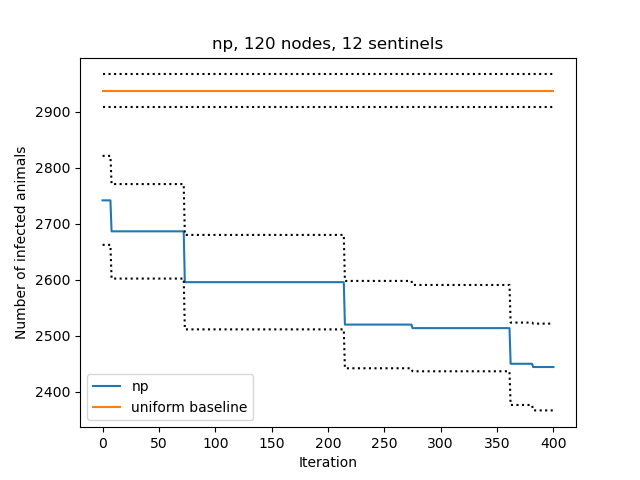 np, 120 nodes, 12 sentinels
Number of infected animals
2900
2800
2700
2600
2500
2400
np
uniform baseline
0 50 100 150 200 250 300 350 400
Iteration